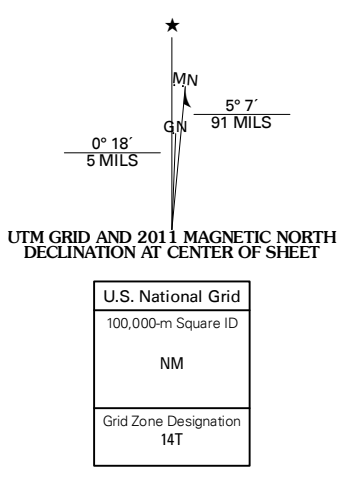 ★
MN
GN
5° 7´
91 MILS
0° 18´
5 MILS
UTM GRID AND 2011 MAGNETIC NORTH
DECLINATION AT CENTER OF SHEET
U.S. National Grid
100,000-m Square ID
NM
Grid Zone Designation
14T